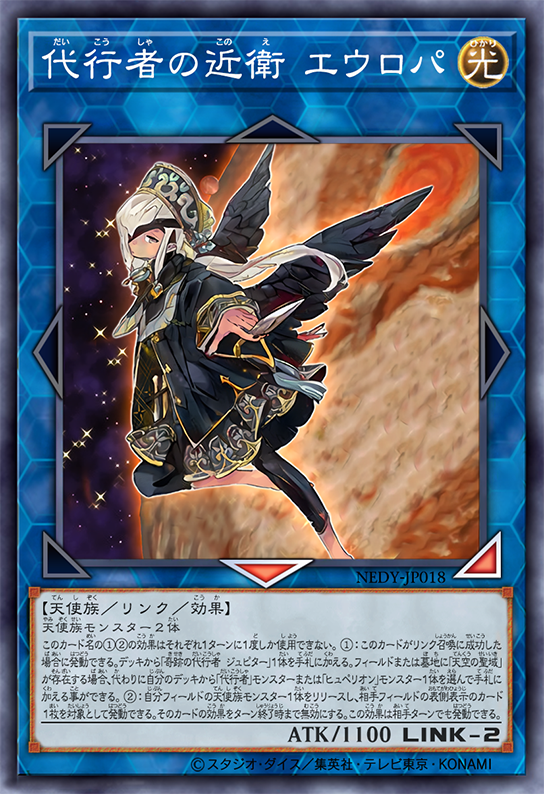 代行者の近衛 エウロパ
光
NEDY-JP018
【天使族／リンク／効果】
天使族モンスター２体
このカード名の①②の効果はそれぞれ1ターンに1度しか使用できない。①：このカードがリンク召喚に成功した
場合に発動できる。デッキから「奇跡の代行者 ジュピター」1体を手札に加える。フィールドまたは墓地に「天空の聖域」
が存在する場合、代わりに自分のデッキから「代行者」モンスターまたは「ヒュペリオン」モンスター1体を選んで手札に
加える事ができる。②：自分フィールドの天使族モンスター1体をリリースし、相手フィールドの表側表示のカード
1枚を対象として発動できる。そのカードの効果をターン終了時まで無効にする。この効果は相手ターンでも発動できる。
ATK/1100 LINK-2
©スタジオ・ダイス／集英社・テレビ東京・KONAMI